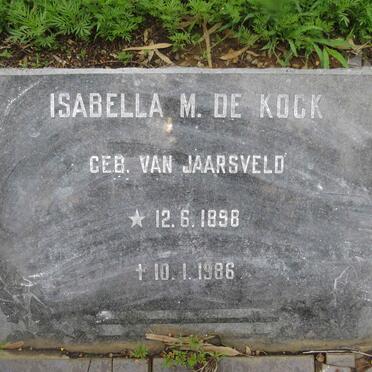 ISABELLA M. DE KOCK
GEB. VAN JAARSVELD
★ 12.6.1898
† 10.1.1986